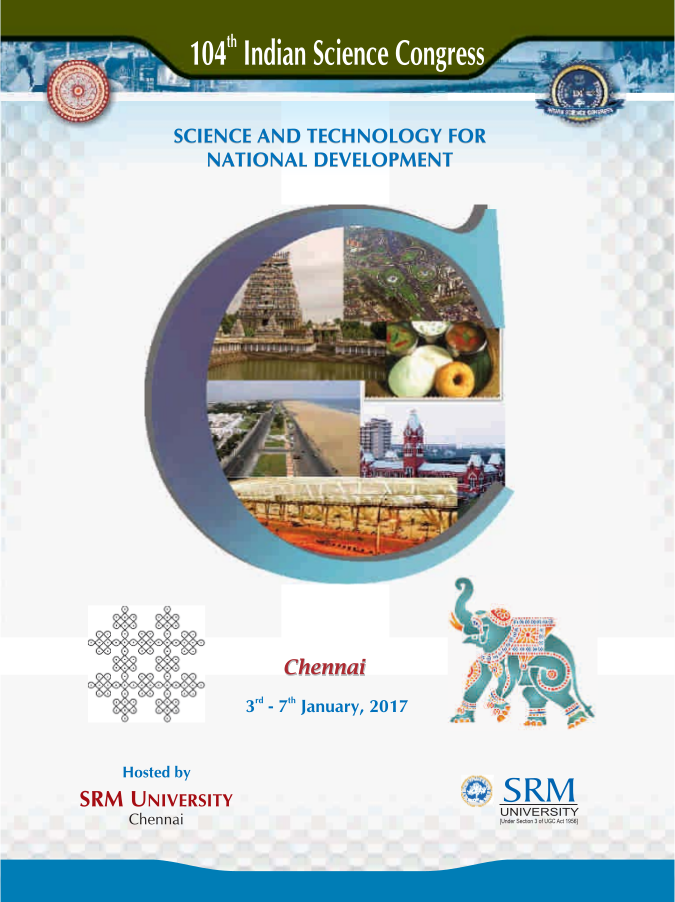 104th Indian Science Congress
SCIENCE AND TECHNOLOGY FOR
NATIONAL DEVELOPMENT
Chennai
3rd - 7th January, 2017
Hosted by
SRM UNIVERSITY
Chennai
SRM
UNIVERSITY
(Under Section 3 of UGC Act 1956)